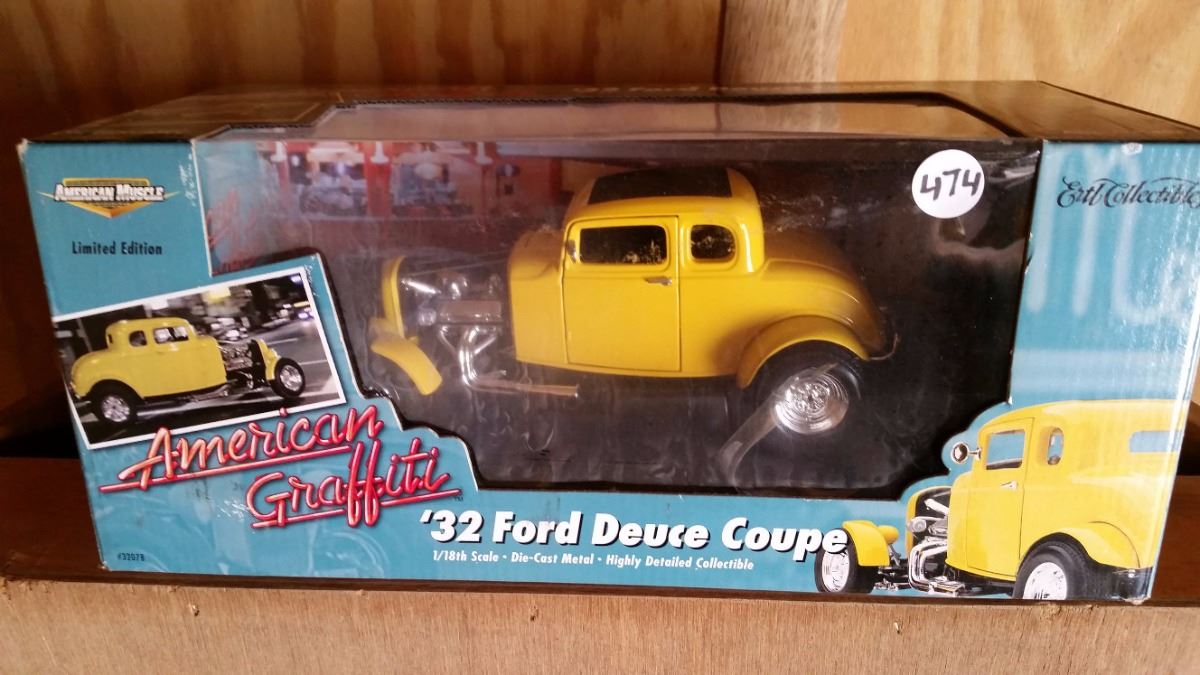 AMERICAN MUSCLE
Limited Edition
474
Ertl Collectibles
American
Graffiti
'32 Ford Deuce Coupe
1/18th Scale • Die-Cast Metal • Highly Detailed Collectible